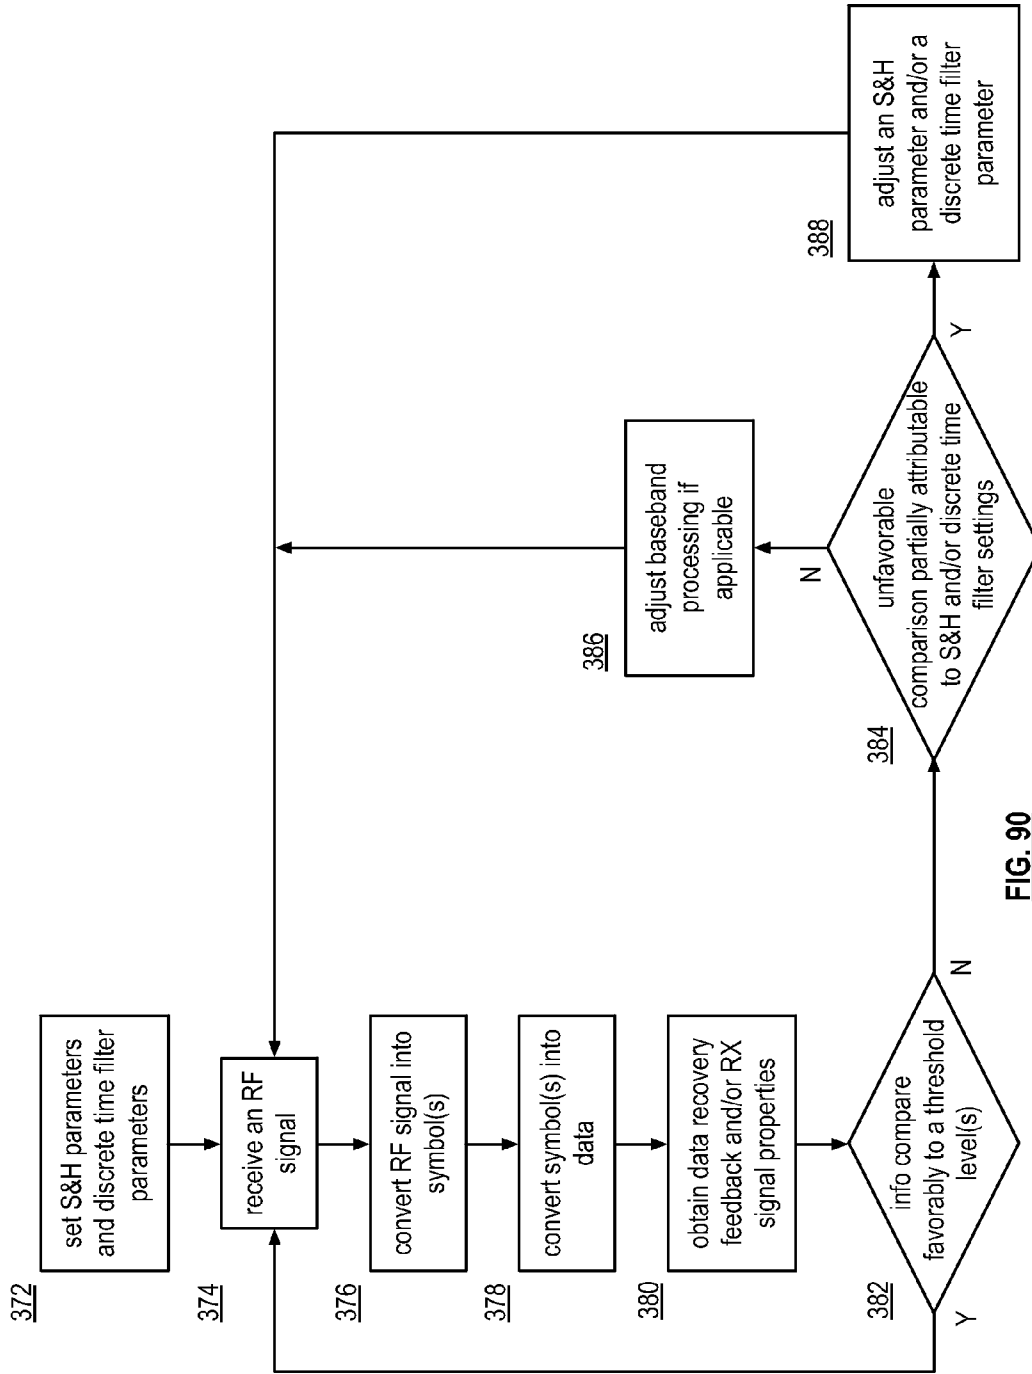 372
set S&H parameters
and discrete time filter
parameters
374
receive an RF
signal
376
convert RF signal into
symbol(s)
378
convert symbol(s) into
data
380
obtain data recovery
feedback and/or RX
signal properties
382
info compare
favorably to a threshold
level(s)
Y
N
384
unfavorable
comparison partially attributable
to S&H and/or discrete time
filter settings
N
Y
386
adjust baseband
processing if
applicable
388
adjust an S&H
parameter and/or a
discrete time filter
parameter
FIG. 90